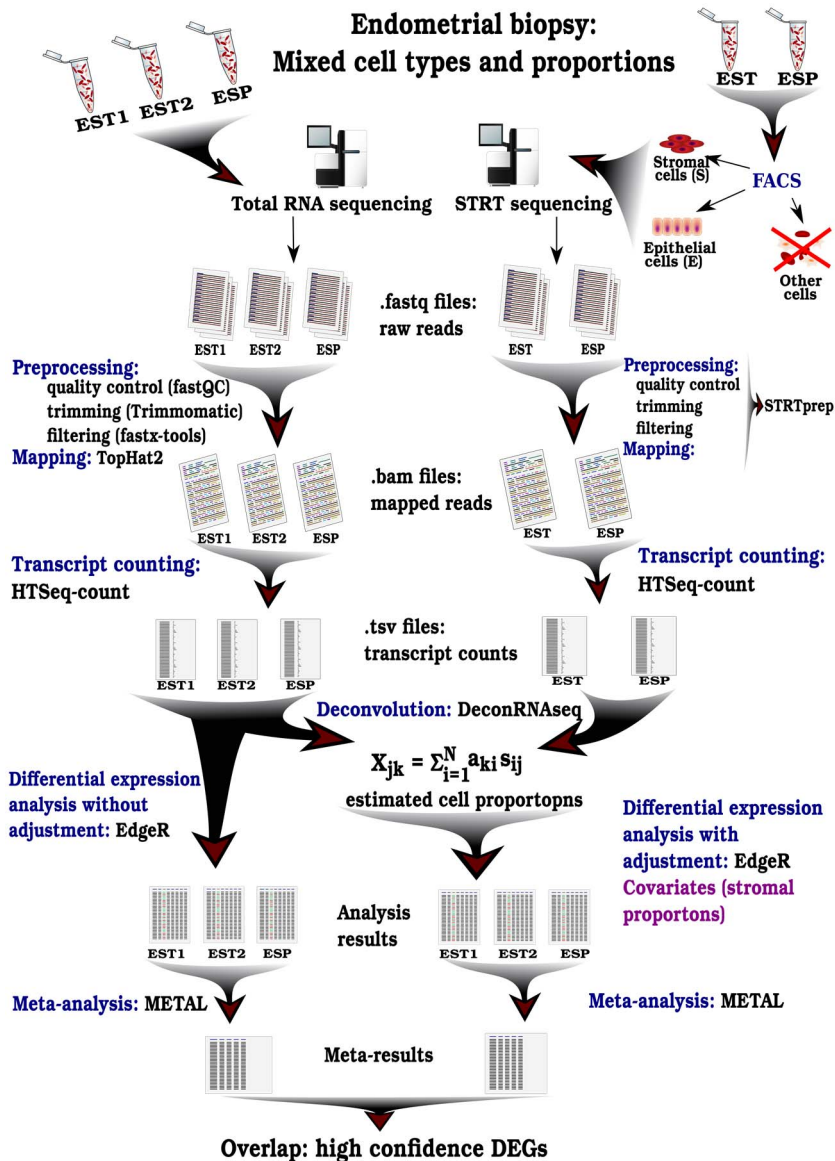 Endometrial biopsy:
Mixed cell types and proportions
EST1
EST2
ESP
EST
ESP
Total RNA sequencing
STRT sequencing
Stromal
cells (S)
FACS
Epithelial
cells (E)
Other
cells
.fastq files:
raw reads
EST1
EST2
ESP
EST
ESP
Preprocessing:
quality control (fastQC)
trimming (Trimmomatic)
filtering (fastx-tools)
Mapping: TopHat2
Preprocessing:
quality control
trimming
filtering
Mapping:
STRTprep
.bam files:
mapped reads
EST1
EST2
ESP
EST
ESP
Transcript counting:
HTSeq-count
Transcript counting:
HTSeq-count
.tsv files:
transcript counts
EST1
EST2
ESP
EST
ESP
Deconvolution: DeconRNAseq
X_jk = Σ_{i=1}^N a_ki s_ij
estimated cell proportopns
Differential expression
analysis without
adjustment: EdgeR
Differential expression
analysis with
adjustment: EdgeR
Covariates (stromal
proportons)
Analysis
results
EST1
EST2
ESP
EST1
EST2
ESP
Meta-analysis: METAL
Meta-analysis: METAL
Meta-results
Overlap: high confidence DEGs